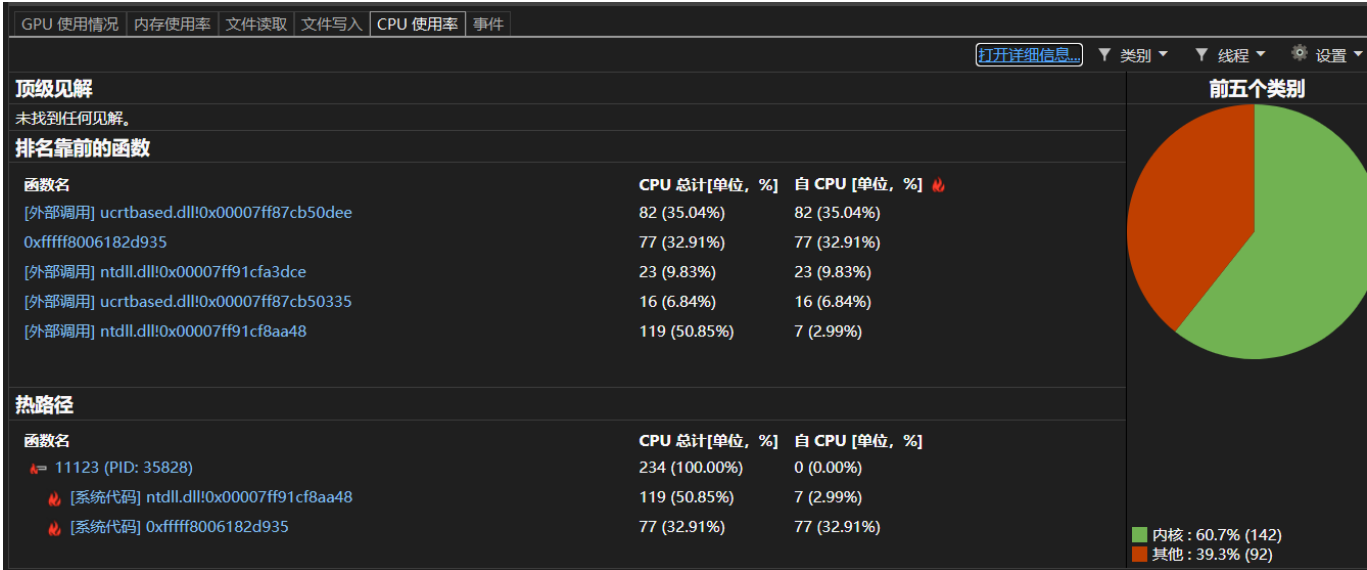 GPU 使用情况 内存使用率 文件读取 文件写入 CPU 使用率 事件
打开详细信息... 类别 线程 设置
顶级见解
未找到任何见解。
排名靠前的函数
函数名 CPU 总计[单位，%] 自 CPU [单位，%]
[外部调用] ucrtbased.dll!0x00007ff87cb50dee 82 (35.04%) 82 (35.04%)
0xfffff8006182d935 77 (32.91%) 77 (32.91%)
[外部调用] ntdll.dll!0x00007ff91cfa3dce 23 (9.83%) 23 (9.83%)
[外部调用] ucrtbased.dll!0x00007ff87cb50335 16 (6.84%) 16 (6.84%)
[外部调用] ntdll.dll!0x00007ff91cf8aa48 119 (50.85%) 7 (2.99%)
热路径
函数名 CPU 总计[单位，%] 自 CPU [单位，%]
11123 (PID: 35828) 234 (100.00%) 0 (0.00%)
[系统代码] ntdll.dll!0x00007ff91cf8aa48 119 (50.85%) 7 (2.99%)
[系统代码] 0xfffff8006182d935 77 (32.91%) 77 (32.91%)
前五个类别
内核 : 60.7% (142)
其他 : 39.3% (92)